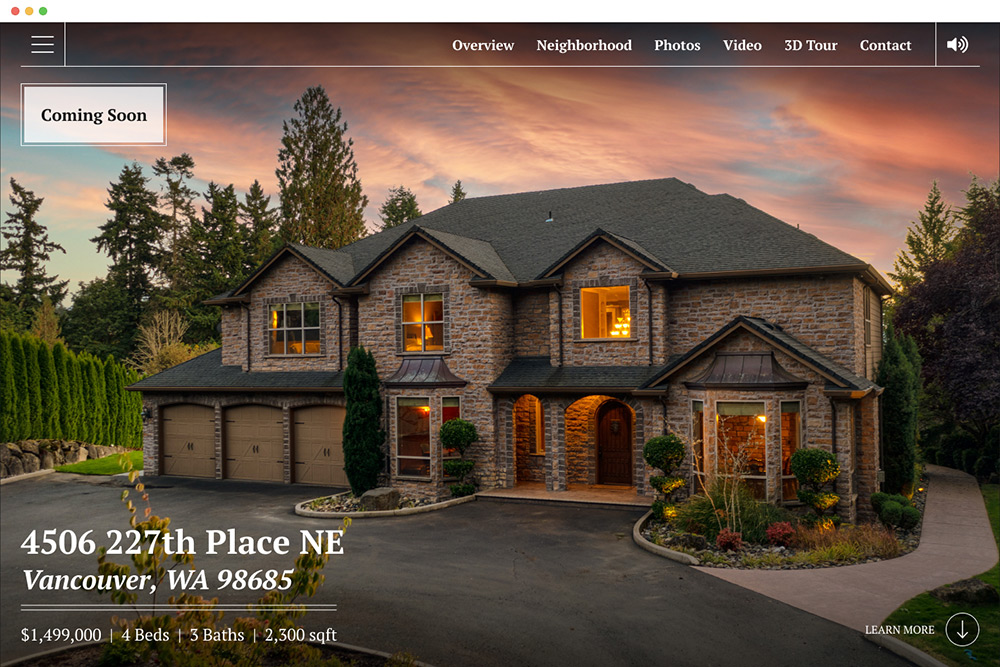 Overview Neighborhood Photos Video 3D Tour Contact
Coming Soon
4506 227th Place NE
Vancouver, WA 98685
$1,499,000 | 4 Beds | 3 Baths | 2,300 sqft
LEARN MORE